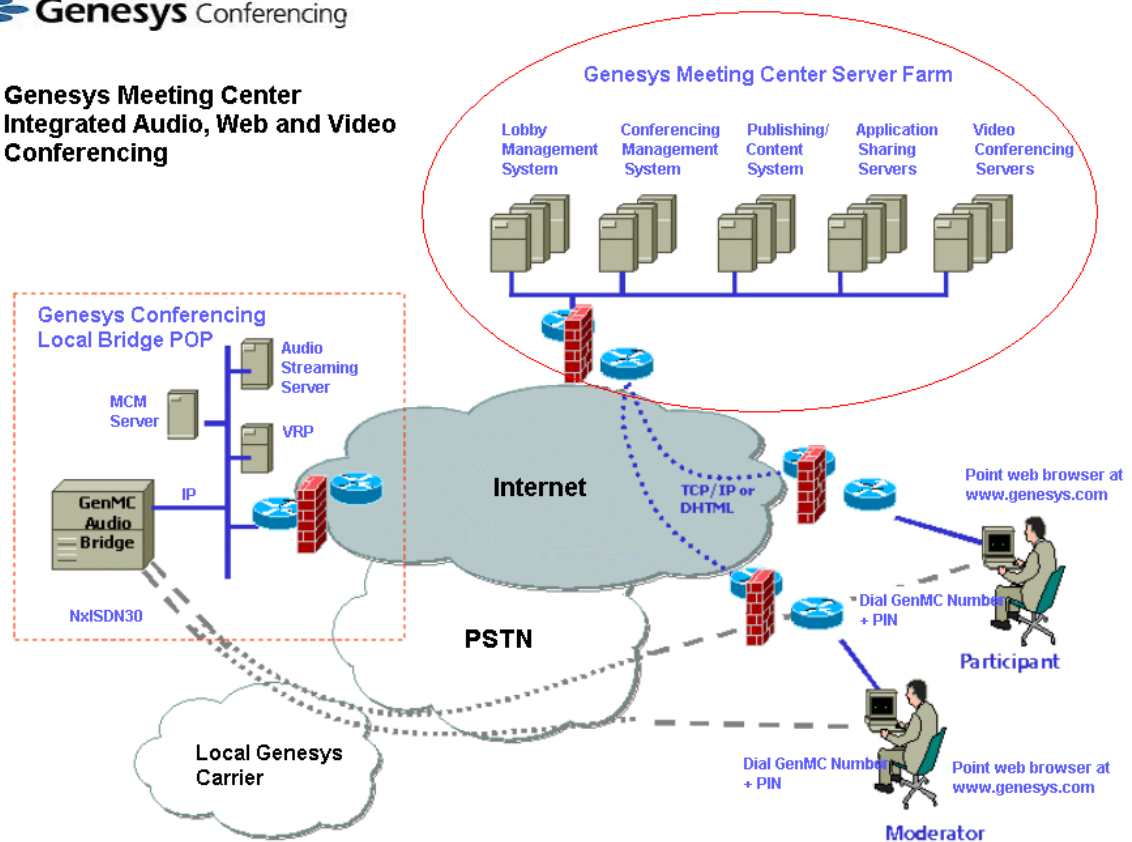 Genesys Conferencing
Genesys Meeting Center
Integrated Audio, Web and Video
Conferencing
Genesys Meeting Center Server Farm
Lobby
Management
System
Conferencing
Management
System
Publishing/
Content
System
Application
Sharing
Servers
Video
Conferencing
Servers
Genesys Conferencing
Local Bridge POP
Audio
Streaming
Server
MCM
Server
VRP
IP
GenMC
Audio
Bridge
NxISDN30
Internet
TCP/IP or
DHTML
Point web browser at
www.genesys.com
Dial GenMC Number
+ PIN
Participant
PSTN
Local Genesys
Carrier
Dial GenMC Number
+ PIN
Point web browser at
www.genesys.com
Moderator